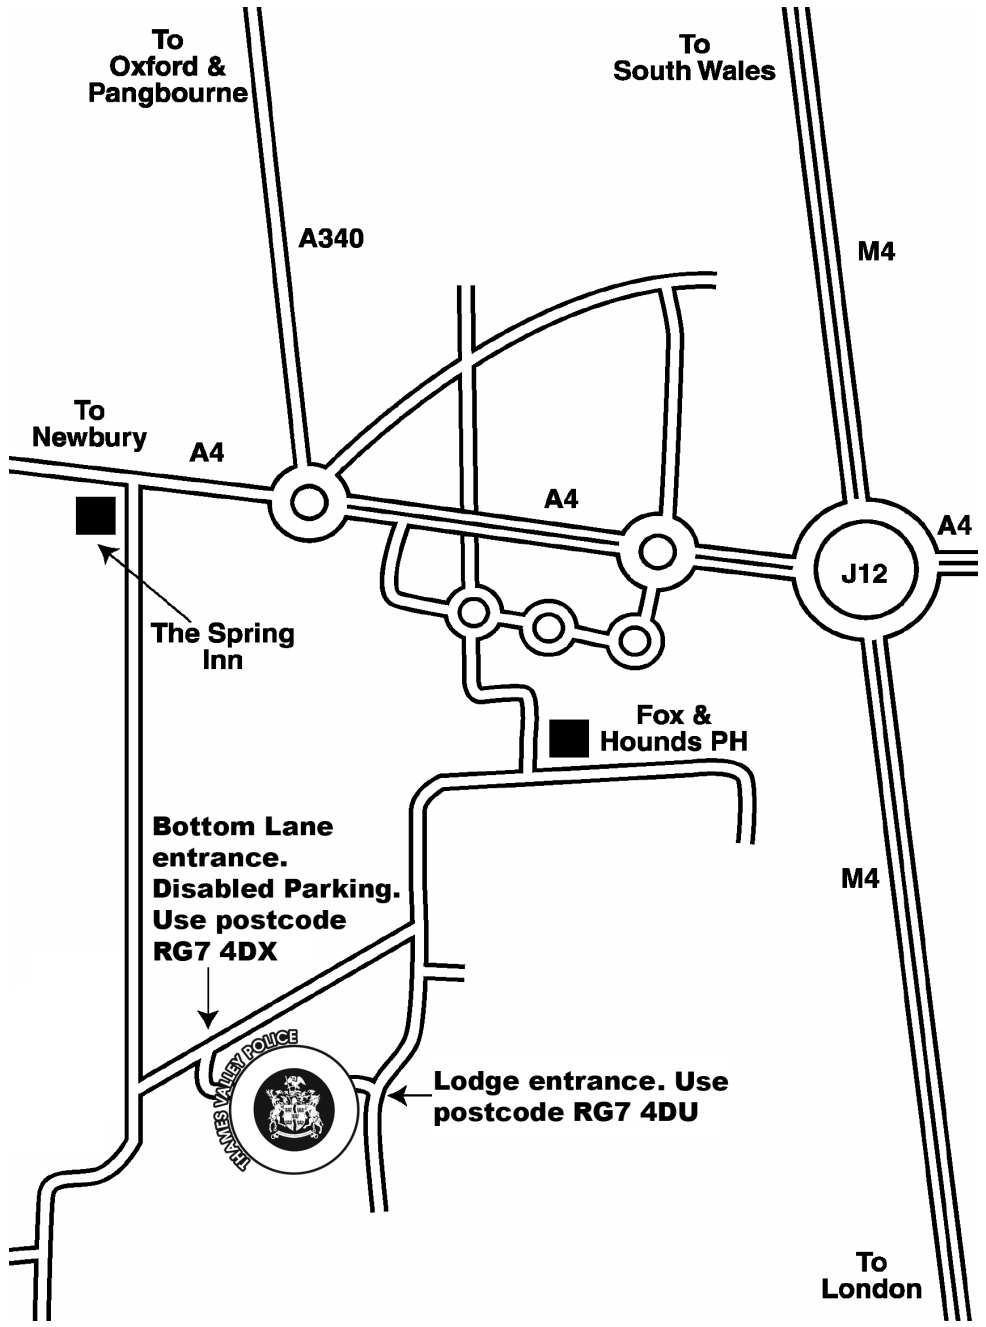 To
Oxford &
Pangbourne
To
South Wales
A340
M4
To
Newbury
A4
A4
A4
J12
The Spring
Inn
Fox &
Hounds PH
Bottom Lane
entrance.
Disabled Parking.
Use postcode
RG7 4DX
M4
THAMES VALLEY POLICE
Lodge entrance. Use
postcode RG7 4DU
To
London